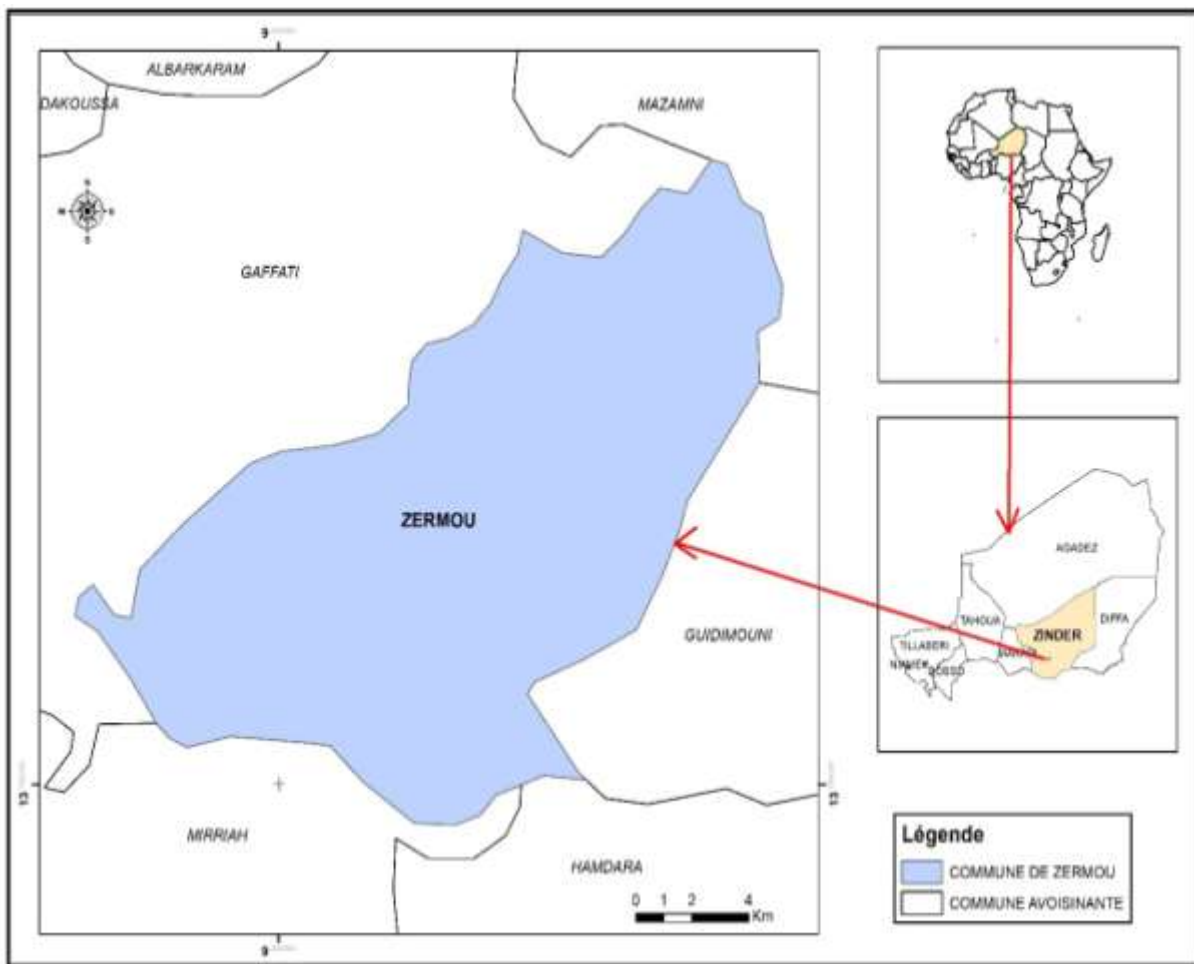 9
ALBARKARAM
DAKOUSSA
MAZAMNI
N
S
GAFFATI
ZERMOU
GUIDIMOUNI
13
13
MIRRIAH
HAMDARA
0 1 2 4
Km
9
AGADEZ
TAHOUA
ZINDER
DIFFA
TILLABERI
DOSSO
Légende
COMMUNE DE ZERMOU
COMMUNE AVOISINANTE